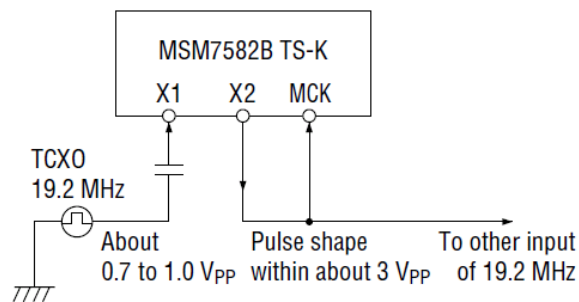 MSM7582B TS-K
X1 X2 MCK
TCXO
19.2 MHz
About
0.7 to 1.0 VPP
Pulse shape
within about 3 VPP
To other input
of 19.2 MHz